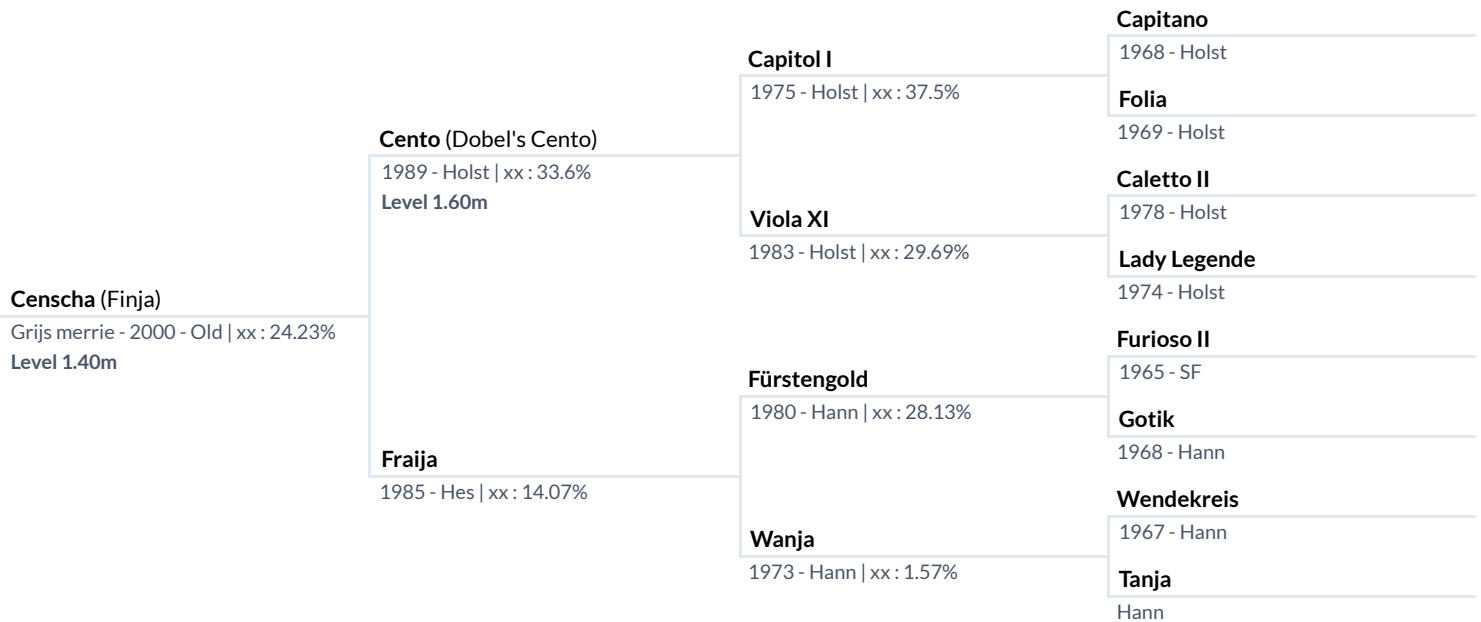 Capitano
1968 - Holst
Capitol I
1975 - Holst | xx : 37.5%
Folia
1969 - Holst
Cento (Dobel's Cento)
1989 - Holst | xx : 33.6%
Level 1.60m
Caletto II
1978 - Holst
Viola XI
1983 - Holst | xx : 29.69%
Lady Legende
1974 - Holst
Censcha (Finja)
Grijs merrie - 2000 - Old | xx : 24.23%
Level 1.40m
Furioso II
1965 - SF
Fürstengold
1980 - Hann | xx : 28.13%
Gotik
1968 - Hann
Fraija
1985 - Hes | xx : 14.07%
Wendekreis
1967 - Hann
Wanja
1973 - Hann | xx : 1.57%
Tanja
Hann